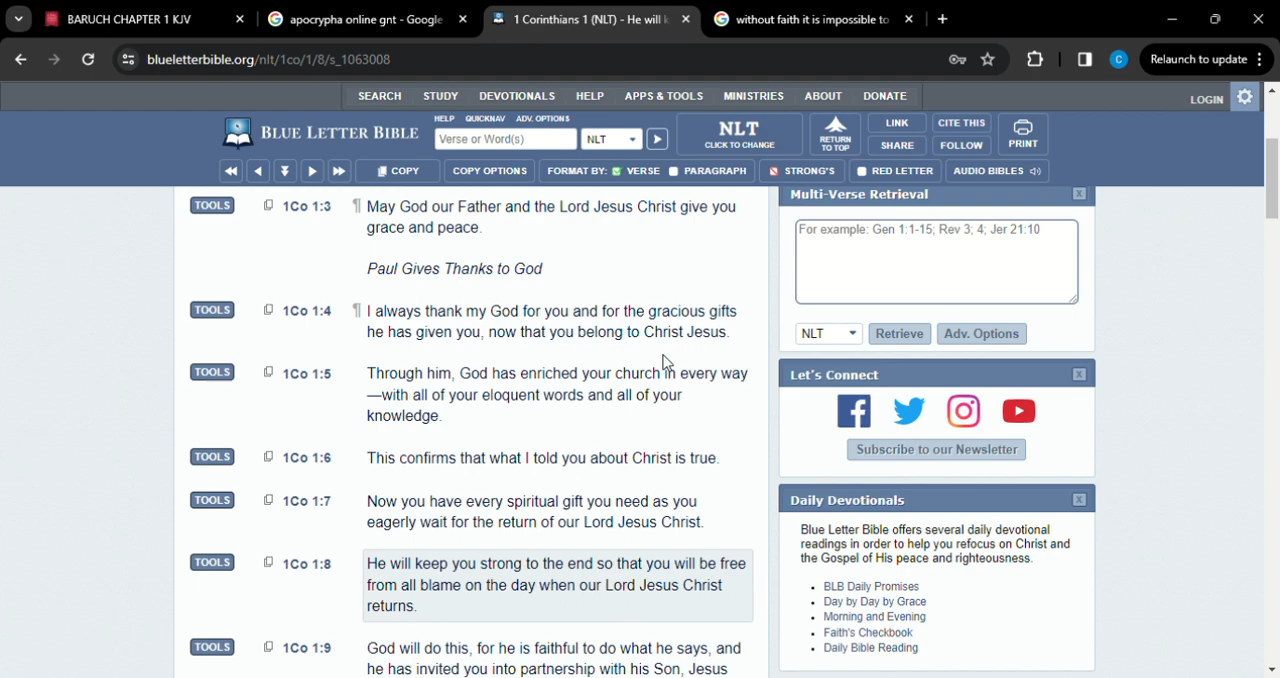 BARUCH CHAPTER 1 KJV
apocrypha online gnt - Google
1 Corinthians 1 (NLT) - He will k
without faith it is impossible to
blueletterbible.org/nlt/1co/1/8/s_1063008
C
Relaunch to update
SEARCH STUDY DEVOTIONALS HELP APPS & TOOLS MINISTRIES ABOUT DONATE
LOGIN
BLUE LETTER BIBLE
HELP QUICKNAV ADV. OPTIONS
Verse or Word(s)
NLT
NLT
CLICK TO CHANGE
RETURN
TO TOP
LINK
CITE THIS
SHARE
FOLLOW
PRINT
COPY
COPY OPTIONS
FORMAT BY: VERSE PARAGRAPH
STRONG'S
RED LETTER
AUDIO BIBLES
TOOLS 1Co 1:3 ¶ May God our Father and the Lord Jesus Christ give you
grace and peace.
Paul Gives Thanks to God
TOOLS 1Co 1:4 ¶ I always thank my God for you and for the gracious gifts
he has given you, now that you belong to Christ Jesus.
TOOLS 1Co 1:5 Through him, God has enriched your church in every way
—with all of your eloquent words and all of your
knowledge.
TOOLS 1Co 1:6 This confirms that what I told you about Christ is true.
TOOLS 1Co 1:7 Now you have every spiritual gift you need as you
eagerly wait for the return of our Lord Jesus Christ.
TOOLS 1Co 1:8 He will keep you strong to the end so that you will be free
from all blame on the day when our Lord Jesus Christ
returns.
TOOLS 1Co 1:9 God will do this, for he is faithful to do what he says, and
he has invited you into partnership with his Son, Jesus
Multi-Verse Retrieval x
For example: Gen 1:1-15; Rev 3; 4; Jer 21:10
NLT
Retrieve
Adv. Options
Let's Connect x
Subscribe to our Newsletter
Daily Devotionals x
Blue Letter Bible offers several daily devotional
readings in order to help you refocus on Christ and
the Gospel of His peace and righteousness.
• BLB Daily Promises
• Day by Day by Grace
• Morning and Evening
• Faith's Checkbook
• Daily Bible Reading